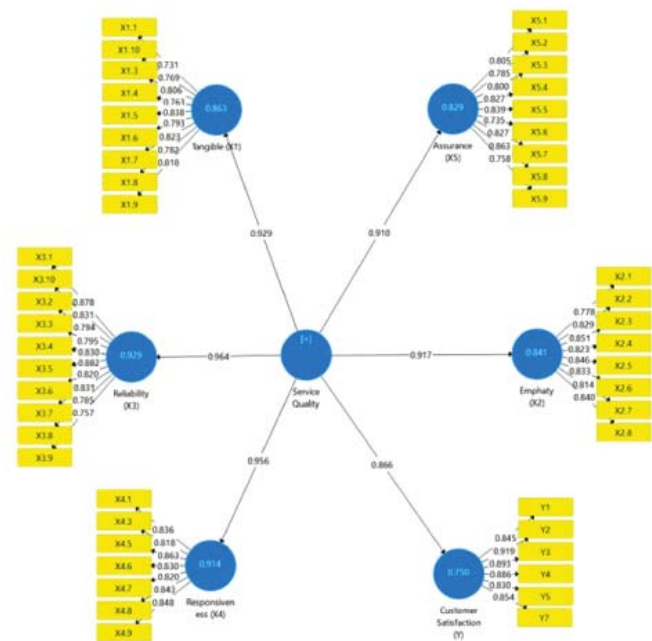 X1.1
X1.10
X1.3
X1.4
X1.5
X1.6
X1.7
X1.8
X1.9
0.731
0.769
0.806
0.761
0.838
0.793
0.823
0.782
0.818
0.863
Tangible (X1)
0.829
Assurance
(X5)
0.805
0.785
0.800
0.827
0.839
0.735
0.827
0.863
0.758
X5.1
X5.2
X5.3
X5.4
X5.5
X5.6
X5.7
X5.8
X5.9
0.929
0.910
X3.1
X3.10
X3.2
X3.3
X3.4
X3.5
X3.6
X3.7
X3.8
X3.9
0.878
0.831
0.794
0.795
0.830
0.882
0.820
0.831
0.785
0.757
0.929
Reliability
(X3)
0.964
[+]
Service
Quality
0.917
0.841
Emphaty
(X2)
0.778
0.829
0.851
0.823
0.846
0.833
0.814
0.840
X2.1
X2.2
X2.3
X2.4
X2.5
X2.6
X2.7
X2.8
0.956
0.866
X4.1
X4.3
X4.5
X4.6
X4.7
X4.8
X4.9
0.836
0.818
0.863
0.830
0.820
0.843
0.848
0.914
Responsiven
ess (X4)
0.750
Customer
Satisfaction
(Y)
0.845
0.919
0.893
0.886
0.830
0.854
Y1
Y2
Y3
Y4
Y5
Y7